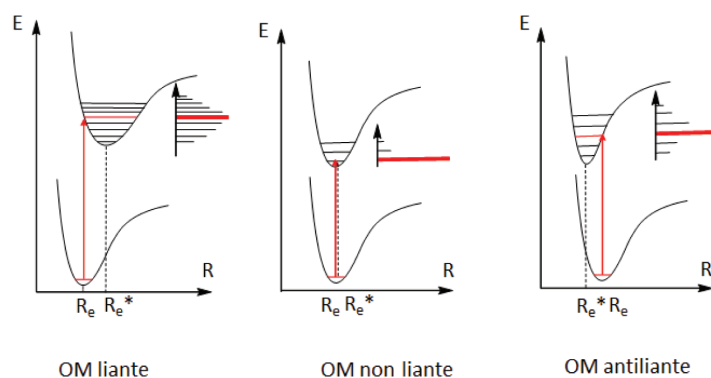 E
R
Re Re*
OM liante
E
R
Re Re*
OM non liante
E
R
Re* Re
OM antiliante